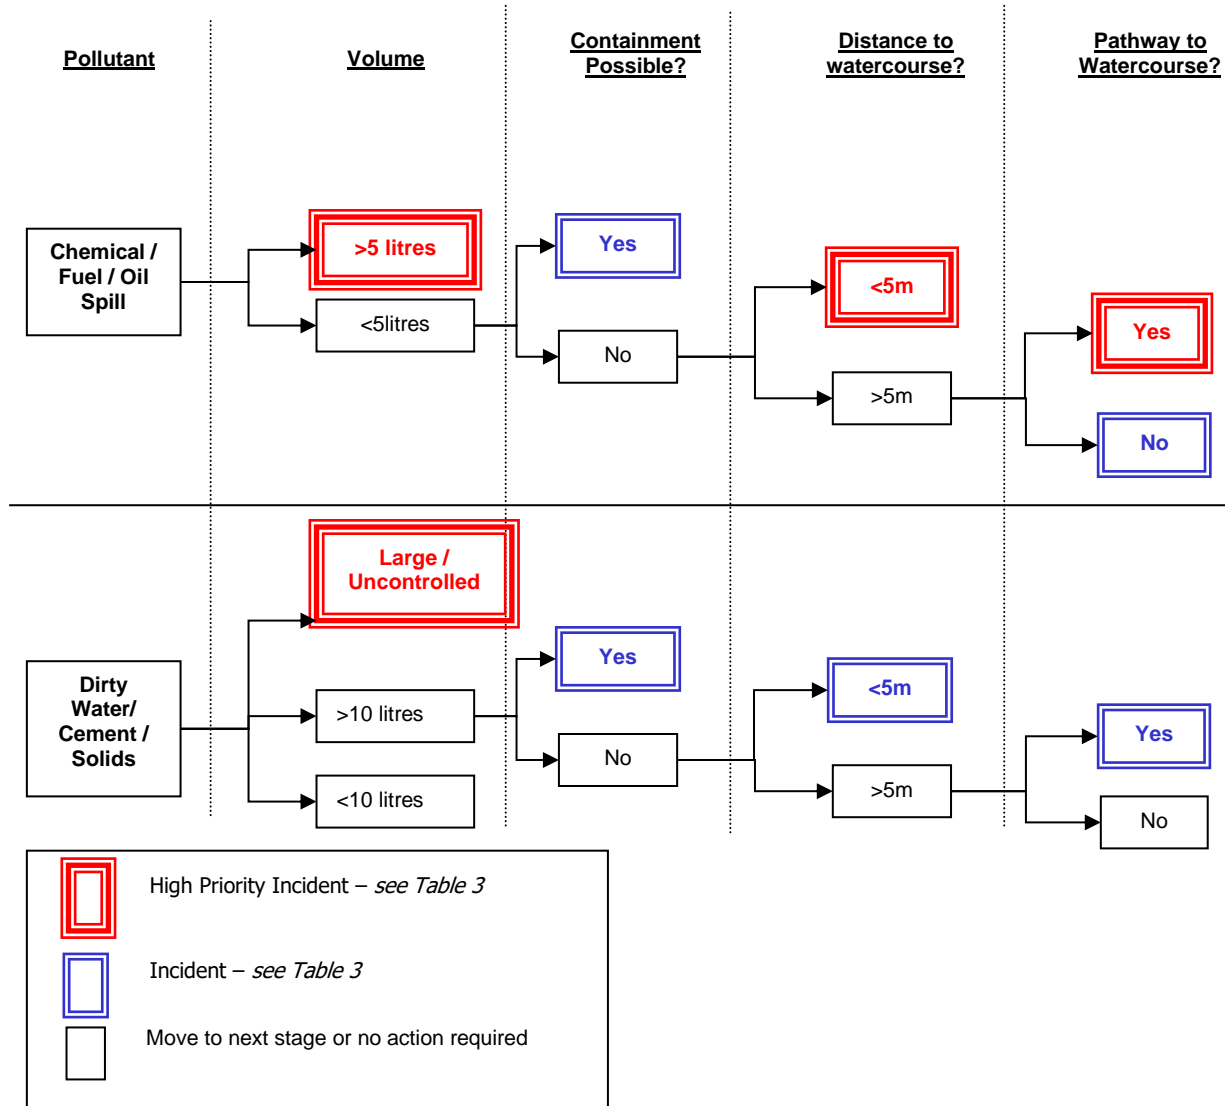 Pollutant
Volume
Containment
Possible?
Distance to
watercourse?
Pathway to
Watercourse?
Chemical /
Fuel / Oil
Spill
>5 litres
<5litres
Yes
No
<5m
>5m
Yes
No
Dirty
Water/
Cement /
Solids
Large /
Uncontrolled
>10 litres
<10 litres
Yes
No
<5m
>5m
Yes
No
High Priority Incident – see Table 3
Incident – see Table 3
Move to next stage or no action required